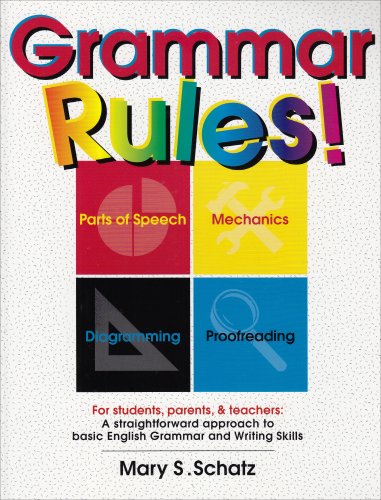 Grammar
Rules!
Parts of Speech
Mechanics
Diagramming
Proofreading
For students, parents, & teachers:
A straightforward approach to
basic English Grammar and Writing Skills
Mary S. Schatz